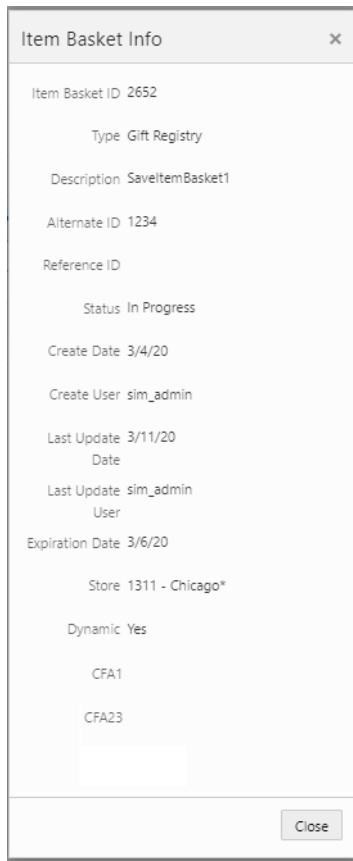 Item Basket Info ×
Item Basket ID 2652
Type Gift Registry
Description SaveItemBasket1
Alternate ID 1234
Reference ID
Status In Progress
Create Date 3/4/20
Create User sim_admin
Last Update 3/11/20
Date
Last Update sim_admin
User
Expiration Date 3/6/20
Store 1311 - Chicago*
Dynamic Yes
CFA1
CFA23
Close